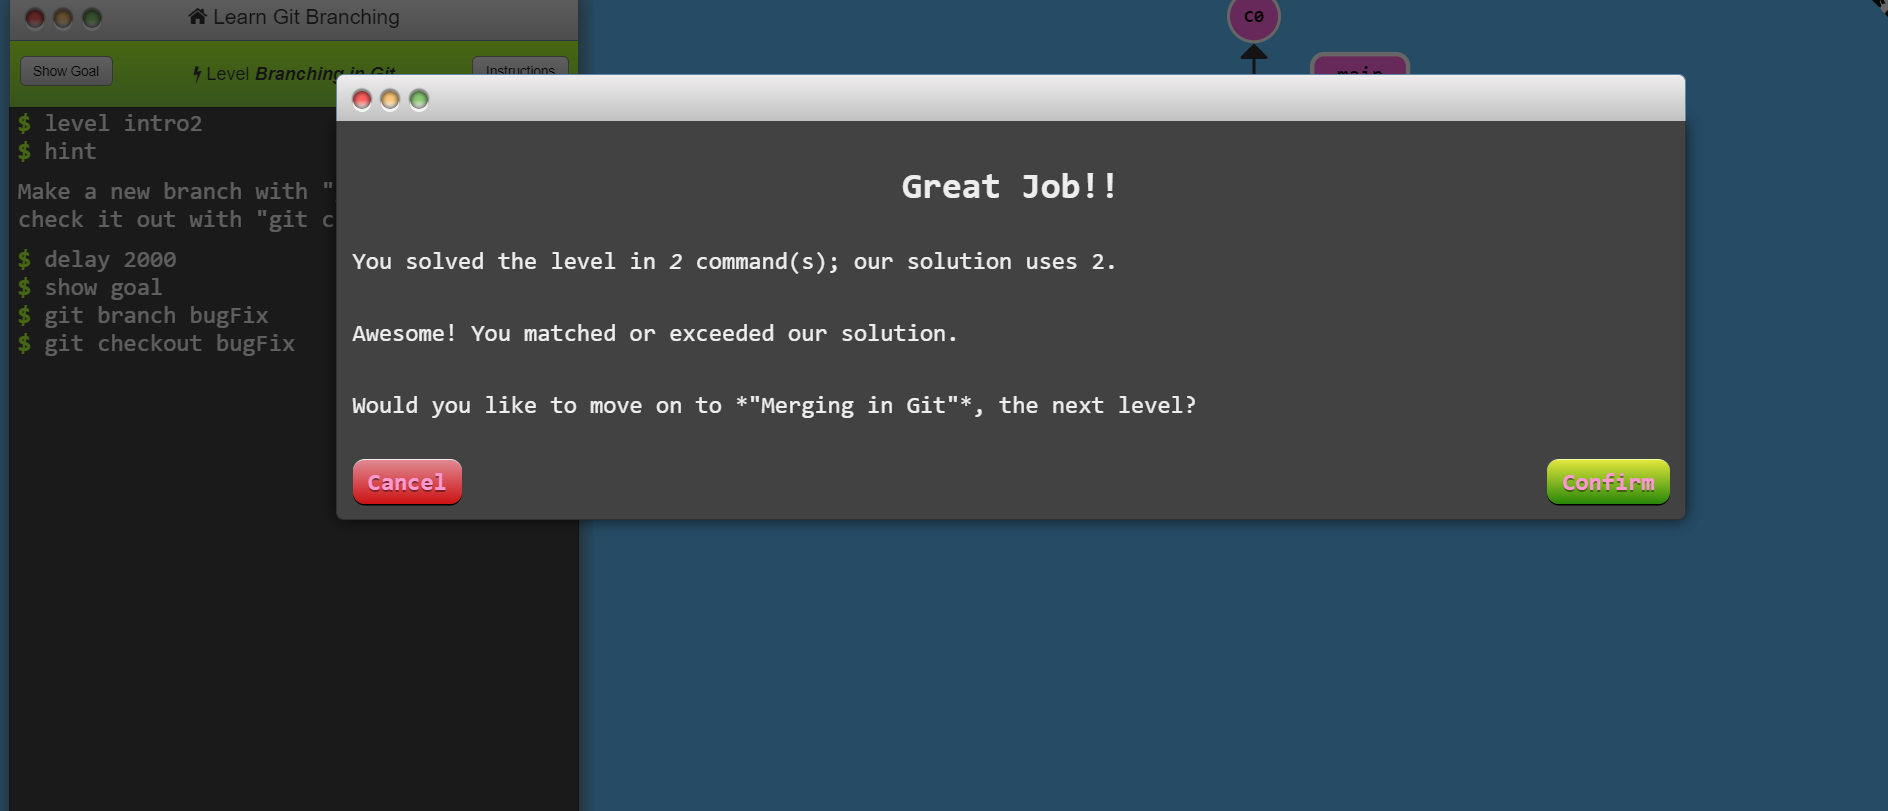 Learn Git Branching
C0
Show Goal
Level Branching in Git
Instructions
main
$ level intro2
$ hint
Make a new branch with "
check it out with "git c
$ delay 2000
$ show goal
$ git branch bugFix
$ git checkout bugFix
Great Job!!
You solved the level in 2 command(s); our solution uses 2.
Awesome! You matched or exceeded our solution.
Would you like to move on to *"Merging in Git"*, the next level?
Cancel
Confirm